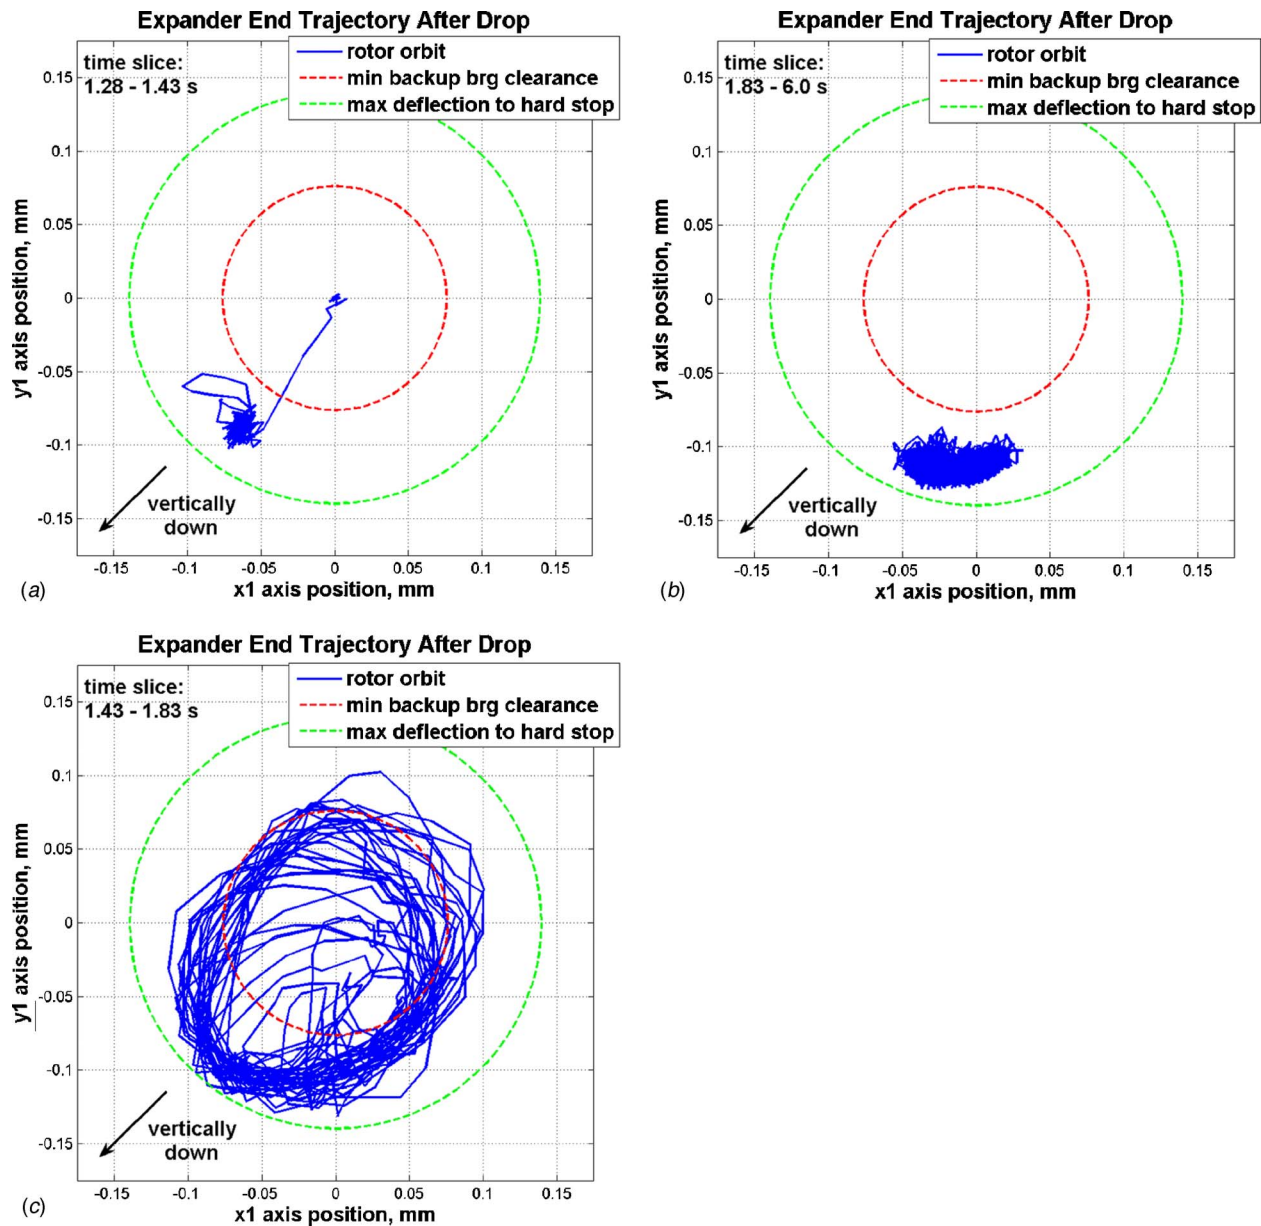 Expander End Trajectory After Drop
time slice:
1.28 - 1.43 s
rotor orbit
min backup brg clearance
max deflection to hard stop
0.15
0.1
0.05
0
-0.05
-0.1
-0.15
y1 axis position, mm
vertically
down
-0.15 -0.1 -0.05 0 0.05 0.1 0.15
x1 axis position, mm
(a)
Expander End Trajectory After Drop
time slice:
1.83 - 6.0 s
rotor orbit
min backup brg clearance
max deflection to hard stop
0.15
0.1
0.05
0
-0.05
-0.1
-0.15
y1 axis position, mm
vertically
down
-0.15 -0.1 -0.05 0 0.05 0.1 0.15
x1 axis position, mm
(b)
Expander End Trajectory After Drop
time slice:
1.43 - 1.83 s
rotor orbit
min backup brg clearance
max deflection to hard stop
0.15
0.1
0.05
0
-0.05
-0.1
-0.15
y1 axis position, mm
vertically
down
-0.15 -0.1 -0.05 0 0.05 0.1 0.15
x1 axis position, mm
(c)